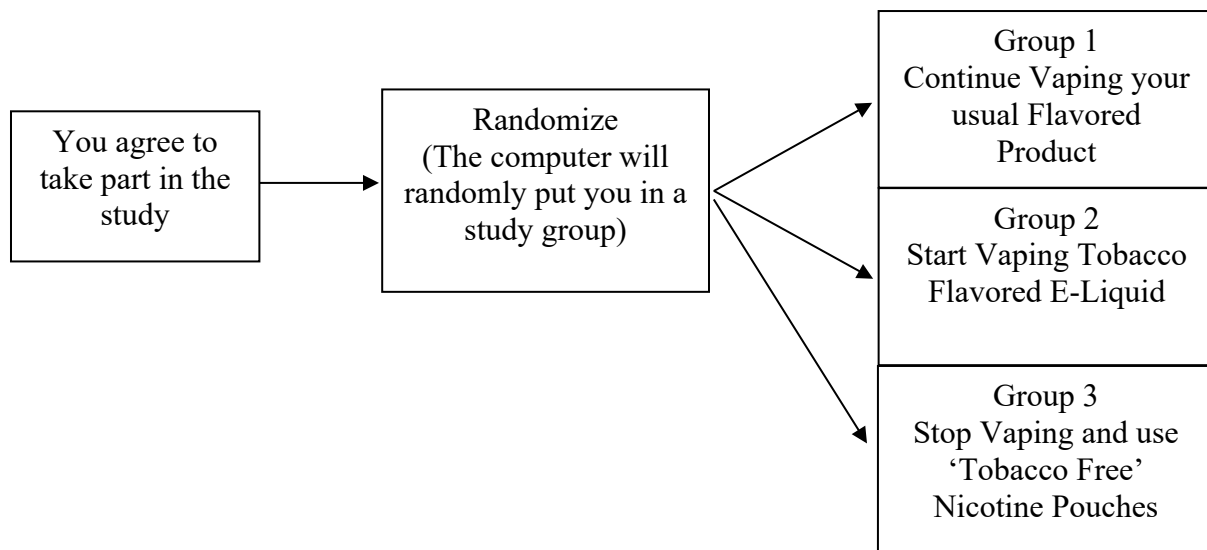 You agree to
take part in the
study
Randomize
(The computer will
randomly put you in a
study group)
Group 1
Continue Vaping your
usual Flavored
Product
Group 2
Start Vaping Tobacco
Flavored E-Liquid
Group 3
Stop Vaping and use
‘Tobacco Free’
Nicotine Pouches